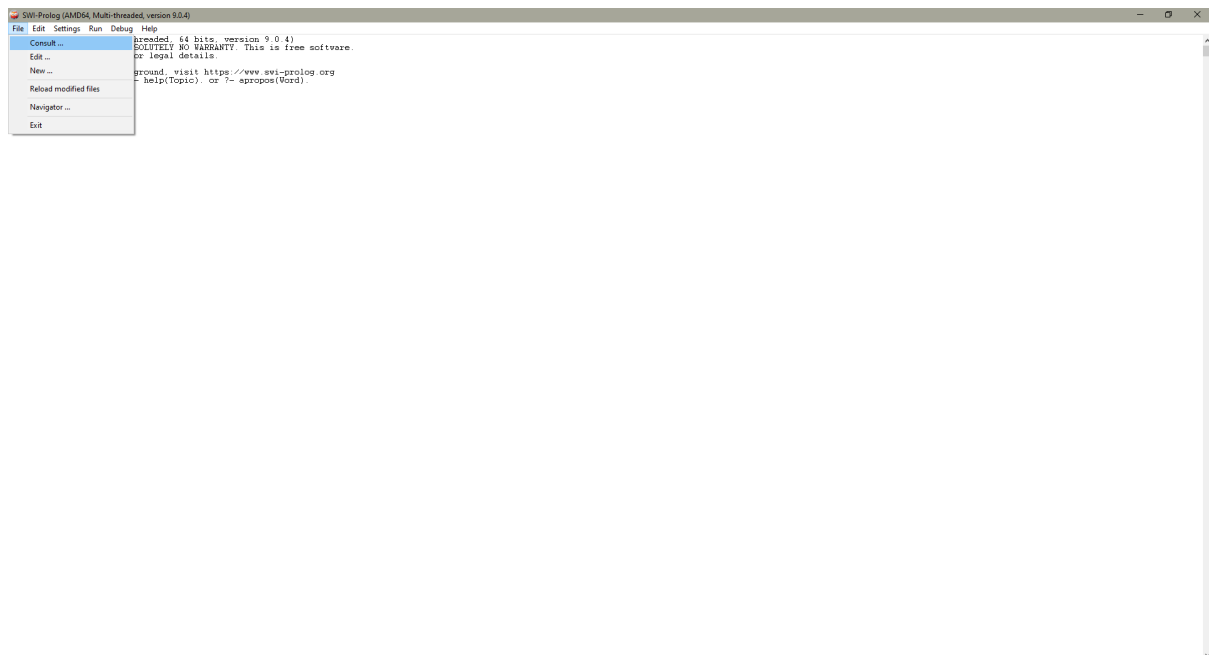 SWI-Prolog (AMD64, Multi-threaded, version 9.0.4)
File Edit Settings Run Debug Help
Consult ...
Edit ...
New ...
Reload modified files
Navigator ...
Exit
hreaded, 64 bits, version 9.0.4)
SOLUTELY NO WARRANTY. This is free software.
or legal details.
ground, visit https://www.swi-prolog.org
- help(Topic). or ?- apropos(Word).